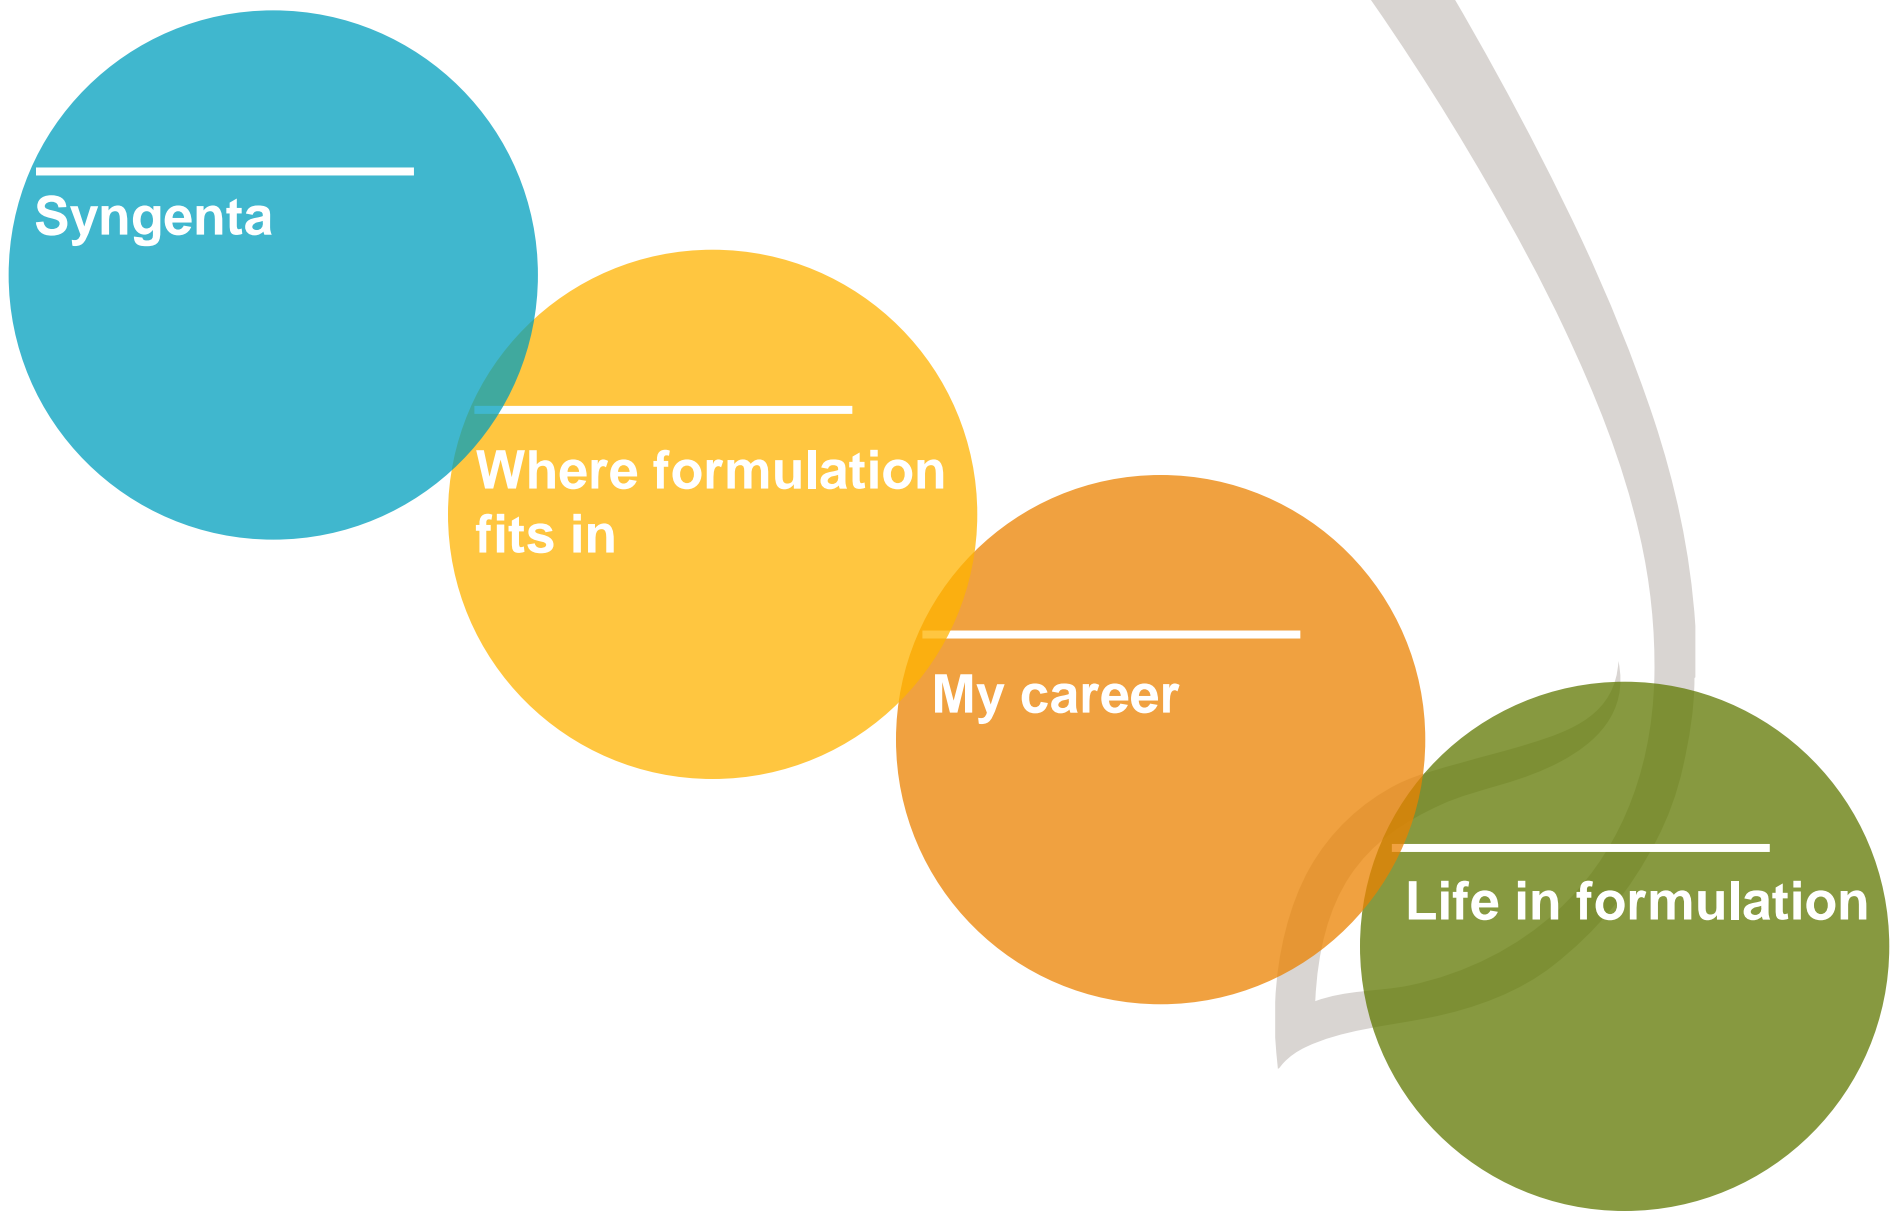 Syngenta
Where formulation
fits in
My career
Life in formulation